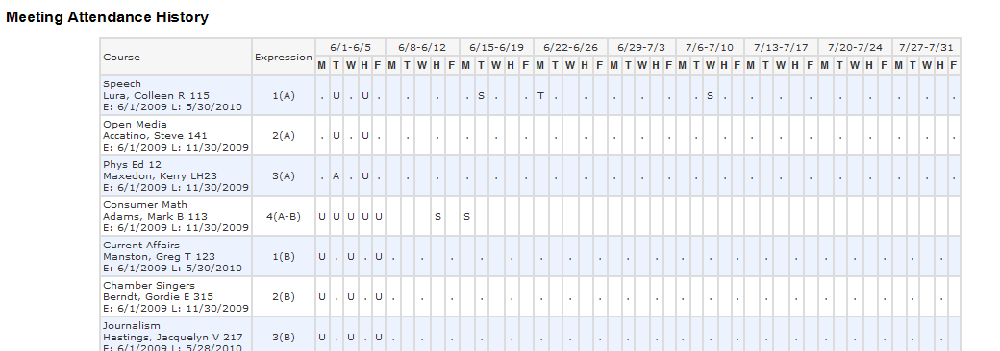 Meeting Attendance History
Course Expression 6/1-6/5 6/8-6/12 6/15-6/19 6/22-6/26 6/29-7/3 7/6-7/10 7/13-7/17 7/20-7/24 7/27-7/31
M T W H F M T W H F M T W H F M T W H F M T W H F M T W H F M T W H F M T W H F M T W H F
Speech
Lura, Colleen R 115 1(A) . U . U . . . . S . . T . . . . . . S . . . . . . . . .
E: 6/1/2009 L: 5/30/2010
Open Media
Accatino, Steve 141 2(A) . U . U . . . . . . . . . . . . . . . . . . . . .
E: 6/1/2009 L: 11/30/2009
Phys Ed 12
Maxedon, Kerry LH23 3(A) . A . U . . . . . . . . . . . . . . . . . . . . .
E: 6/1/2009 L: 11/30/2009
Consumer Math
Adams, Mark B 113 4(A-B) U U U U U S S
E: 6/1/2009 L: 11/30/2009
Current Affairs
Manston, Greg T 123 1(B) U . U . U . . . . . . . . . . . . . . . . . . . .
E: 6/1/2009 L: 5/30/2010
Chamber Singers
Berndt, Gordie E 315 2(B) U . U . U . . . . . . . . . . . . . . . . . . . .
E: 6/1/2009 L: 11/30/2009
Journalism
Hastings, Jacquelyn V 217 3(B) U . U . U . . . . . . . . . . . . . . . . . . . .
E: 6/1/2009 L: 5/28/2010